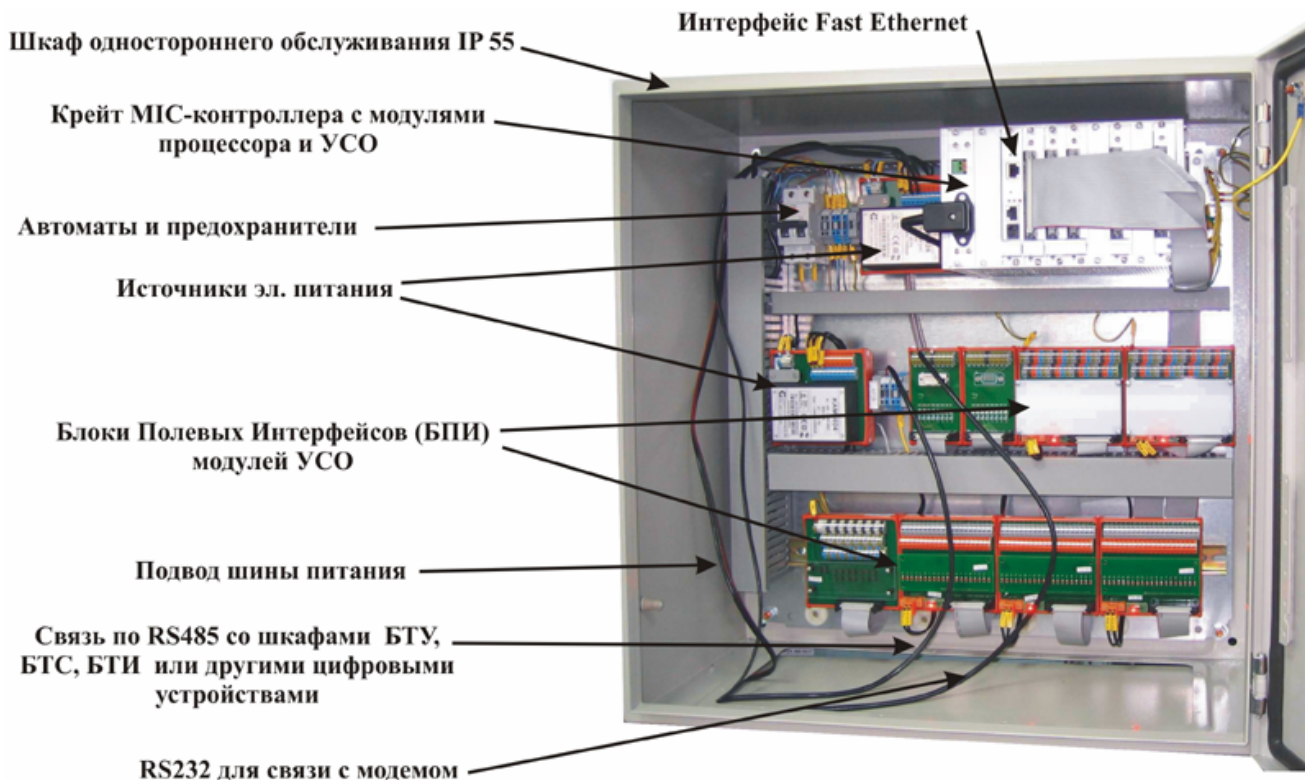 Интерфейс Fast Ethernet
Шкаф одностороннего обслуживания IP 55
Крейт MIC-контроллера с модулями
процессора и УСО
Автоматы и предохранители
Источники эл. питания
Блоки Полевых Интерфейсов (БПИ)
модулей УСО
Подвод шины питания
Связь по RS485 со шкафами БТУ,
БТС, БТИ или другими цифровыми
устройствами
RS232 для связи с модемом